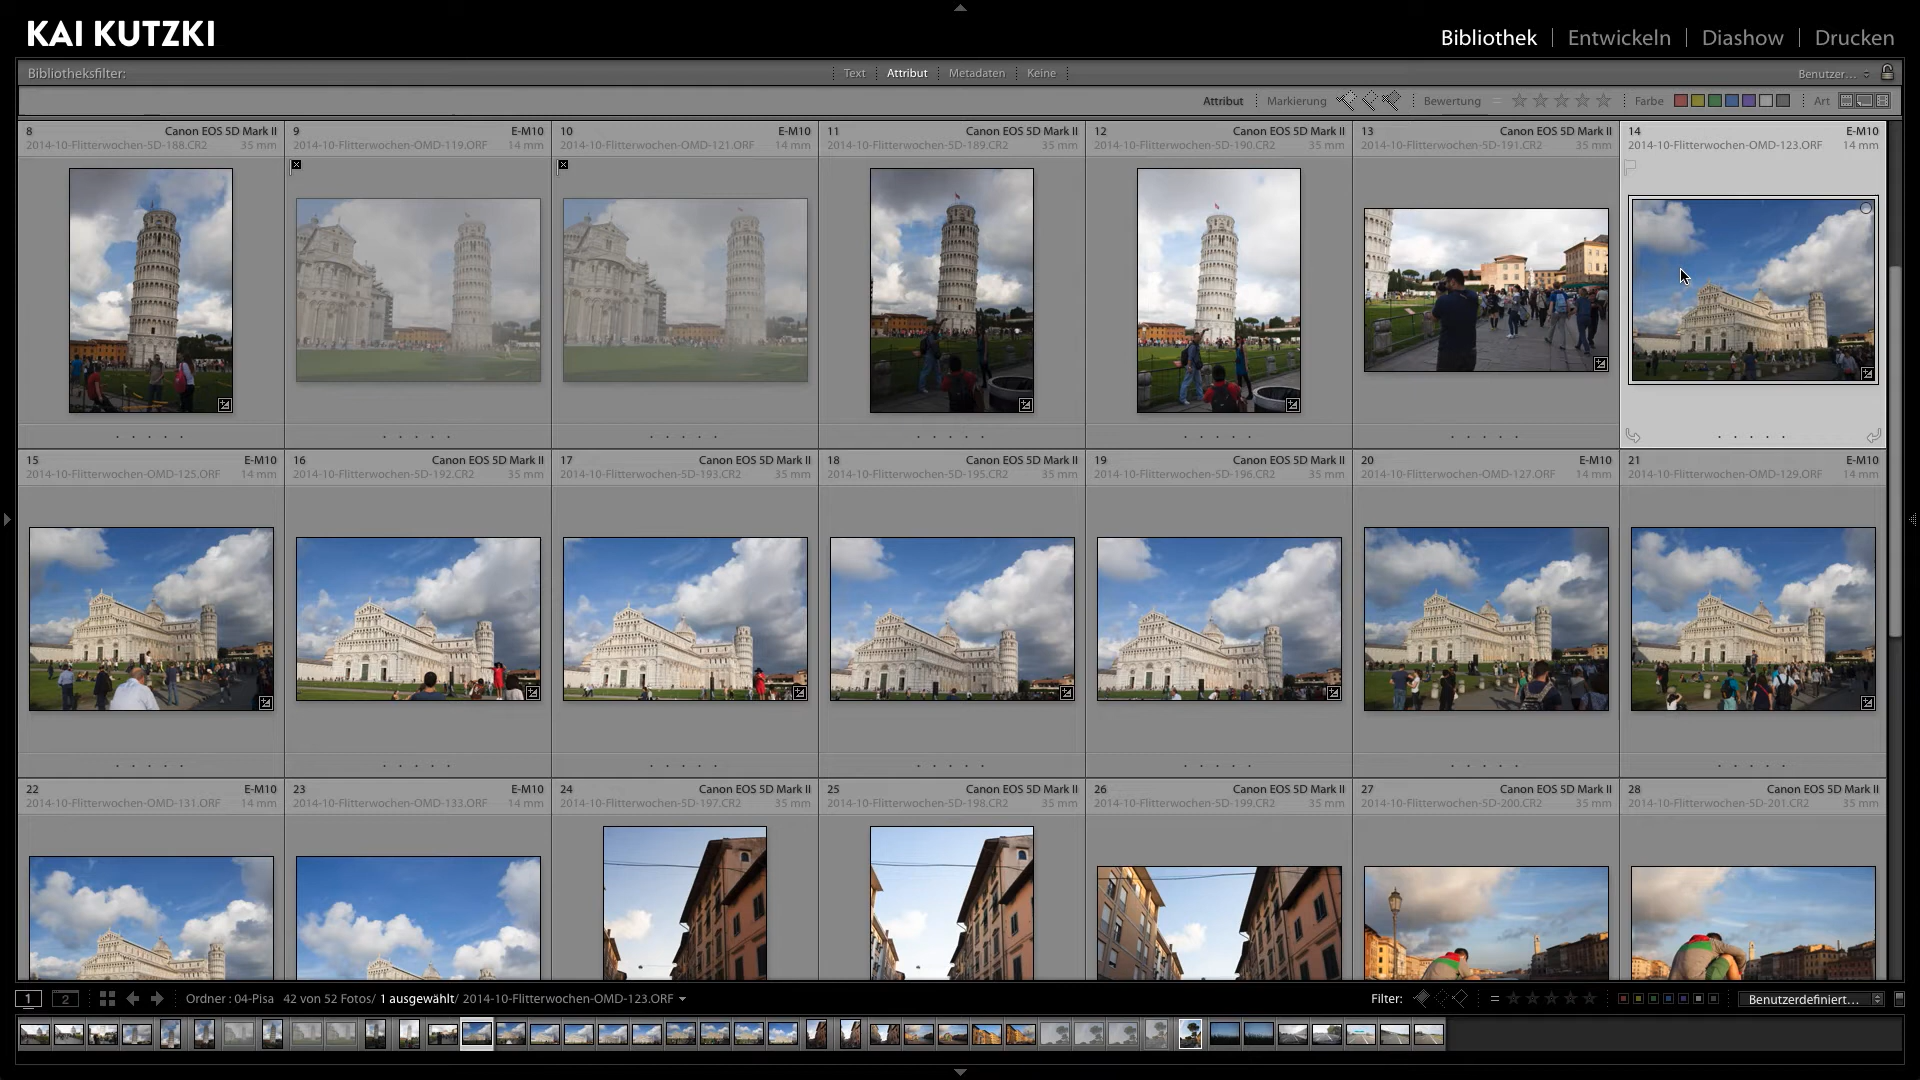 KAI KUTZKI
Bibliothek Entwickeln Diashow Drucken
Bibliotheksfilter: Text Attribut Metadaten Keine Benutzer...
Attribut Markierung Bewertung Farbe Art
8 Canon EOS 5D Mark II
2014-10-Flitterwochen-5D-188.CR2 35 mm
9 E-M10
2014-10-Flitterwochen-OMD-119.ORF 14 mm
10 E-M10
2014-10-Flitterwochen-OMD-121.ORF 14 mm
11 Canon EOS 5D Mark II
2014-10-Flitterwochen-5D-189.CR2 35 mm
12 Canon EOS 5D Mark II
2014-10-Flitterwochen-5D-190.CR2 35 mm
13 Canon EOS 5D Mark II
2014-10-Flitterwochen-5D-191.CR2 35 mm
14 E-M10
2014-10-Flitterwochen-OMD-123.ORF 14 mm
15 E-M10
2014-10-Flitterwochen-OMD-125.ORF 14 mm
16 Canon EOS 5D Mark II
2014-10-Flitterwochen-5D-192.CR2 35 mm
17 Canon EOS 5D Mark II
2014-10-Flitterwochen-5D-193.CR2 35 mm
18 Canon EOS 5D Mark II
2014-10-Flitterwochen-5D-195.CR2 35 mm
19 Canon EOS 5D Mark II
2014-10-Flitterwochen-5D-196.CR2 35 mm
20 E-M10
2014-10-Flitterwochen-OMD-127.ORF 14 mm
21 E-M10
2014-10-Flitterwochen-OMD-129.ORF 14 mm
22 E-M10
2014-10-Flitterwochen-OMD-131.ORF 14 mm
23 E-M10
2014-10-Flitterwochen-OMD-133.ORF 14 mm
24 Canon EOS 5D Mark II
2014-10-Flitterwochen-5D-197.CR2 35 mm
25 Canon EOS 5D Mark II
2014-10-Flitterwochen-5D-198.CR2 35 mm
26 Canon EOS 5D Mark II
2014-10-Flitterwochen-5D-199.CR2 35 mm
27 Canon EOS 5D Mark II
2014-10-Flitterwochen-5D-200.CR2 35 mm
28 Canon EOS 5D Mark II
2014-10-Flitterwochen-5D-201.CR2 35 mm
1 2 Ordner : 04-Pisa 42 von 52 Fotos/ 1 ausgewählt/ 2014-10-Flitterwochen-OMD-123.ORF Filter: Benutzerdefiniert...